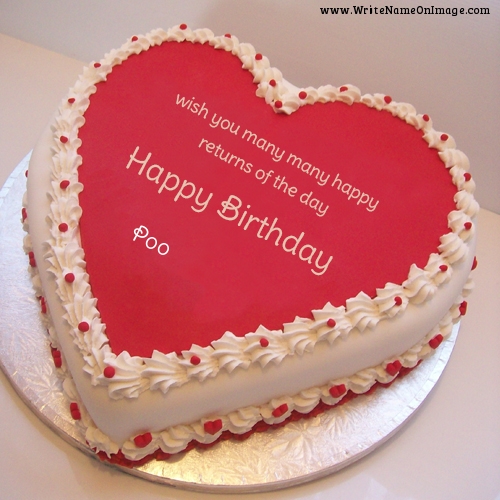 www.WriteNameOnImage.com
wish you many many happy
returns of the day
Happy Birthday
Poo